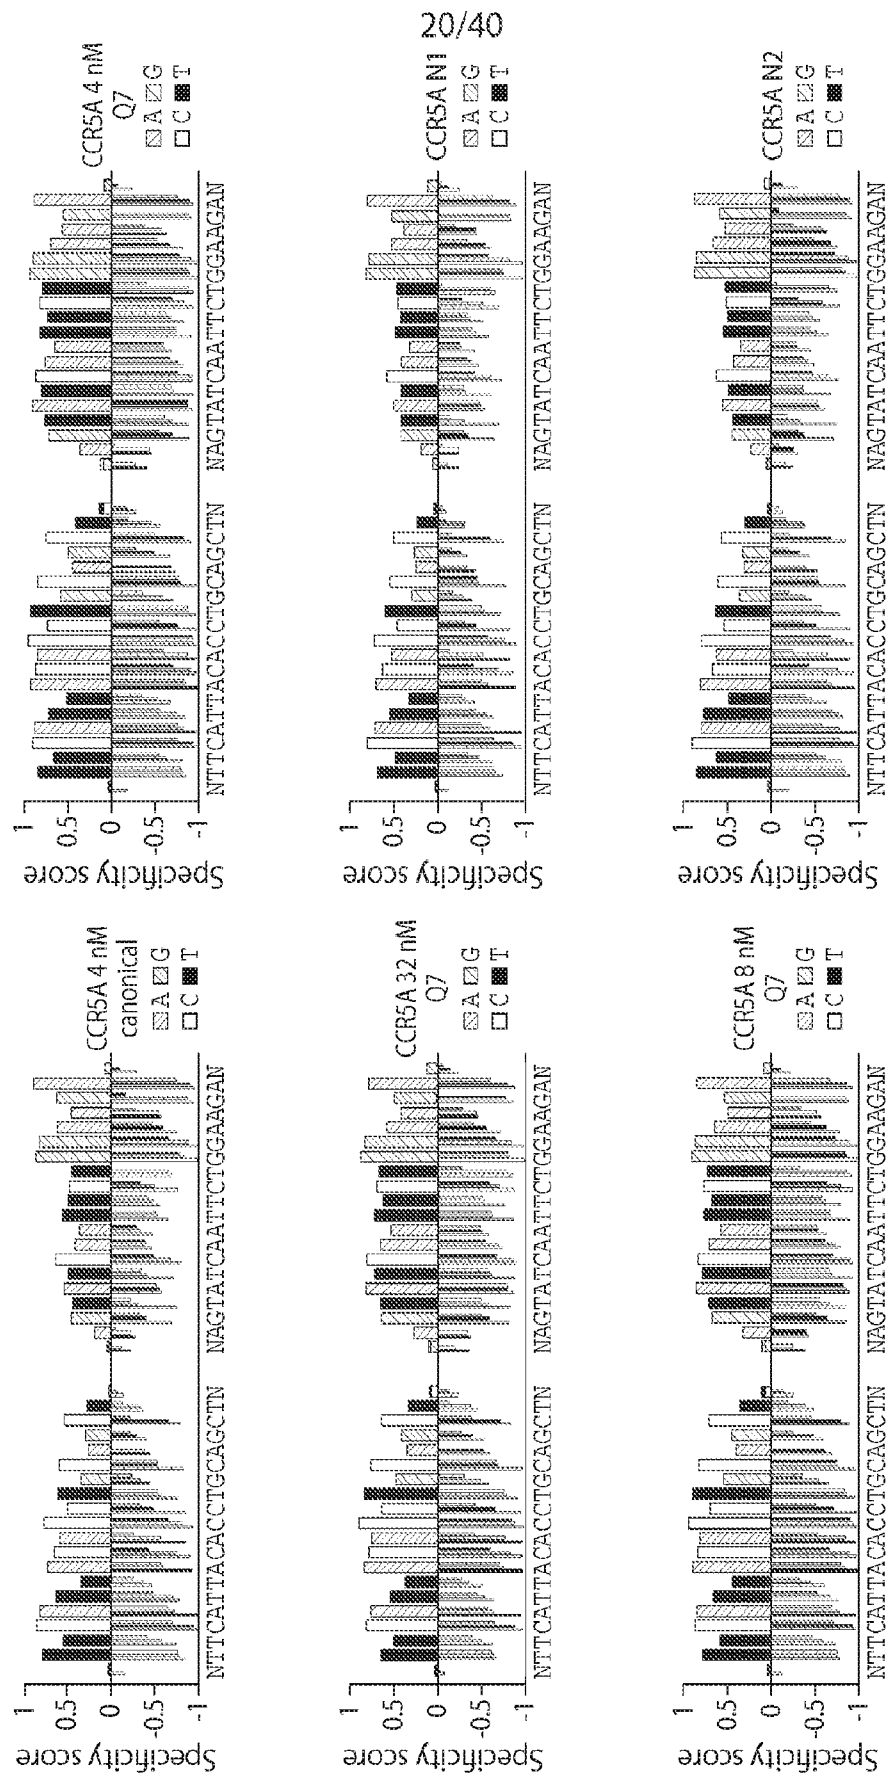 20/40
Specificity score
1
0.5
0
-0.5
-1
NTTCATTACACCTGCAGCTN NAGTATCAATTCTGGAAGAN
CCR5A 4 nM
canonical
A G
C T
Specificity score
1
0.5
0
-0.5
-1
NTTCATTACACCTGCAGCTN NAGTATCAATTCTGGAAGAN
CCR5A 4 nM
Q7
A G
C T
Specificity score
1
0.5
0
-0.5
-1
NTTCATTACACCTGCAGCTN NAGTATCAATTCTGGAAGAN
CCR5A 32 nM
Q7
A G
C T
Specificity score
1
0.5
0
-0.5
-1
NTTCATTACACCTGCAGCTN NAGTATCAATTCTGGAAGAN
CCR5A N1
A G
C T
Specificity score
1
0.5
0
-0.5
-1
NTTCATTACACCTGCAGCTN NAGTATCAATTCTGGAAGAN
CCR5A 8 nM
Q7
A G
C T
Specificity score
1
0.5
0
-0.5
-1
NTTCATTACACCTGCAGCTN NAGTATCAATTCTGGAAGAN
CCR5A N2
A G
C T